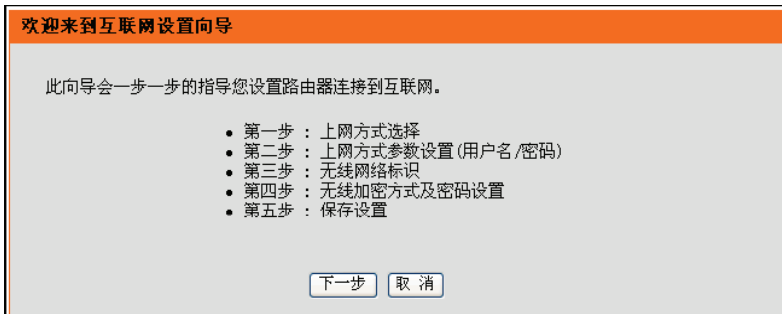 欢迎来到互联网设置向导
此向导会一步一步的指导您设置路由器连接到互联网。
● 第一步 : 上网方式选择
● 第二步 : 上网方式参数设置(用户名/密码)
● 第三步 : 无线网络标识
● 第四步 : 无线加密方式及密码设置
● 第五步 : 保存设置
下一步 取 消